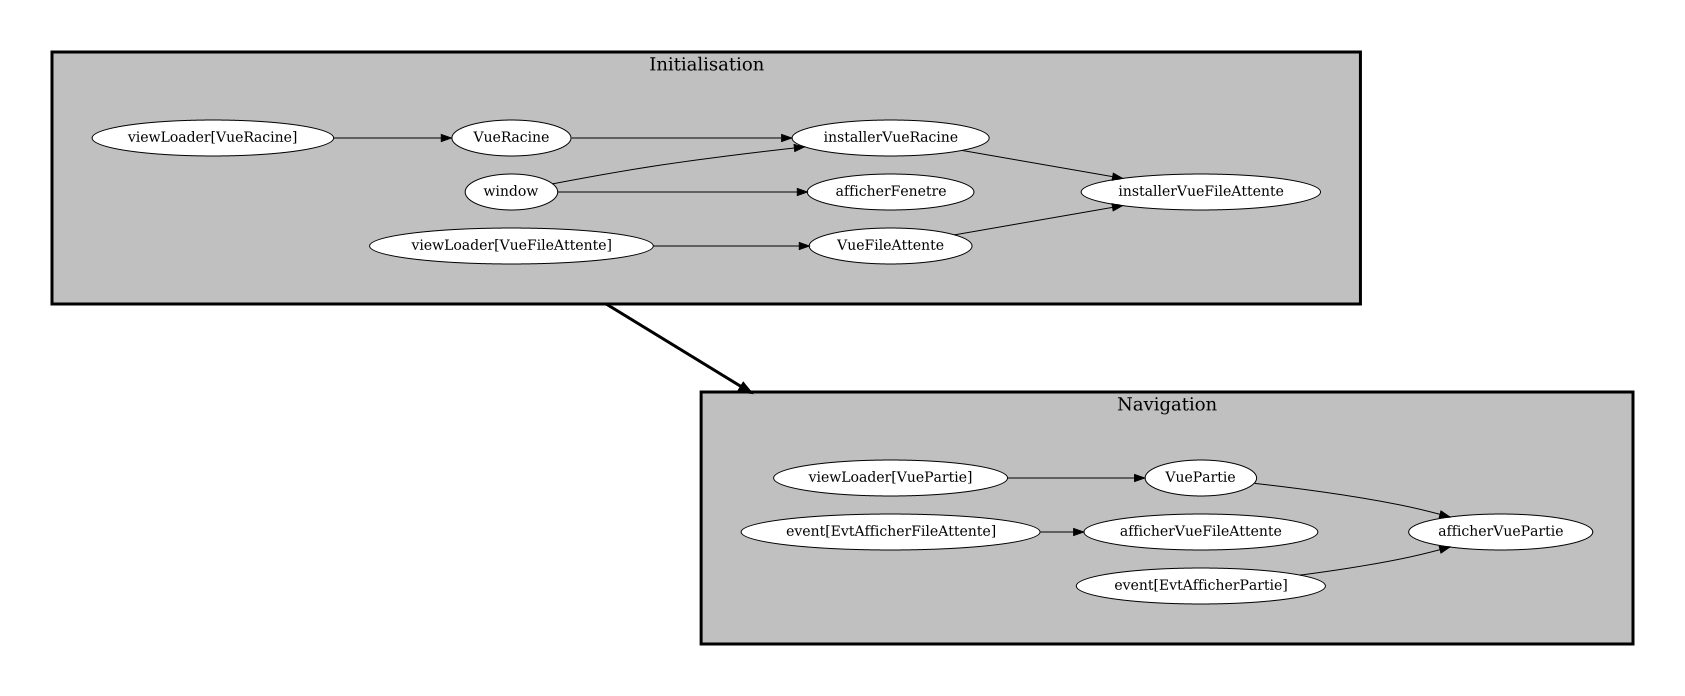 Initialisation
viewLoader[VueRacine]
VueRacine
installerVueRacine
window
afficherFenetre
installerVueFileAttente
viewLoader[VueFileAttente]
VueFileAttente
Navigation
viewLoader[VuePartie]
VuePartie
event[EvtAfficherFileAttente]
afficherVueFileAttente
afficherVuePartie
event[EvtAfficherPartie]